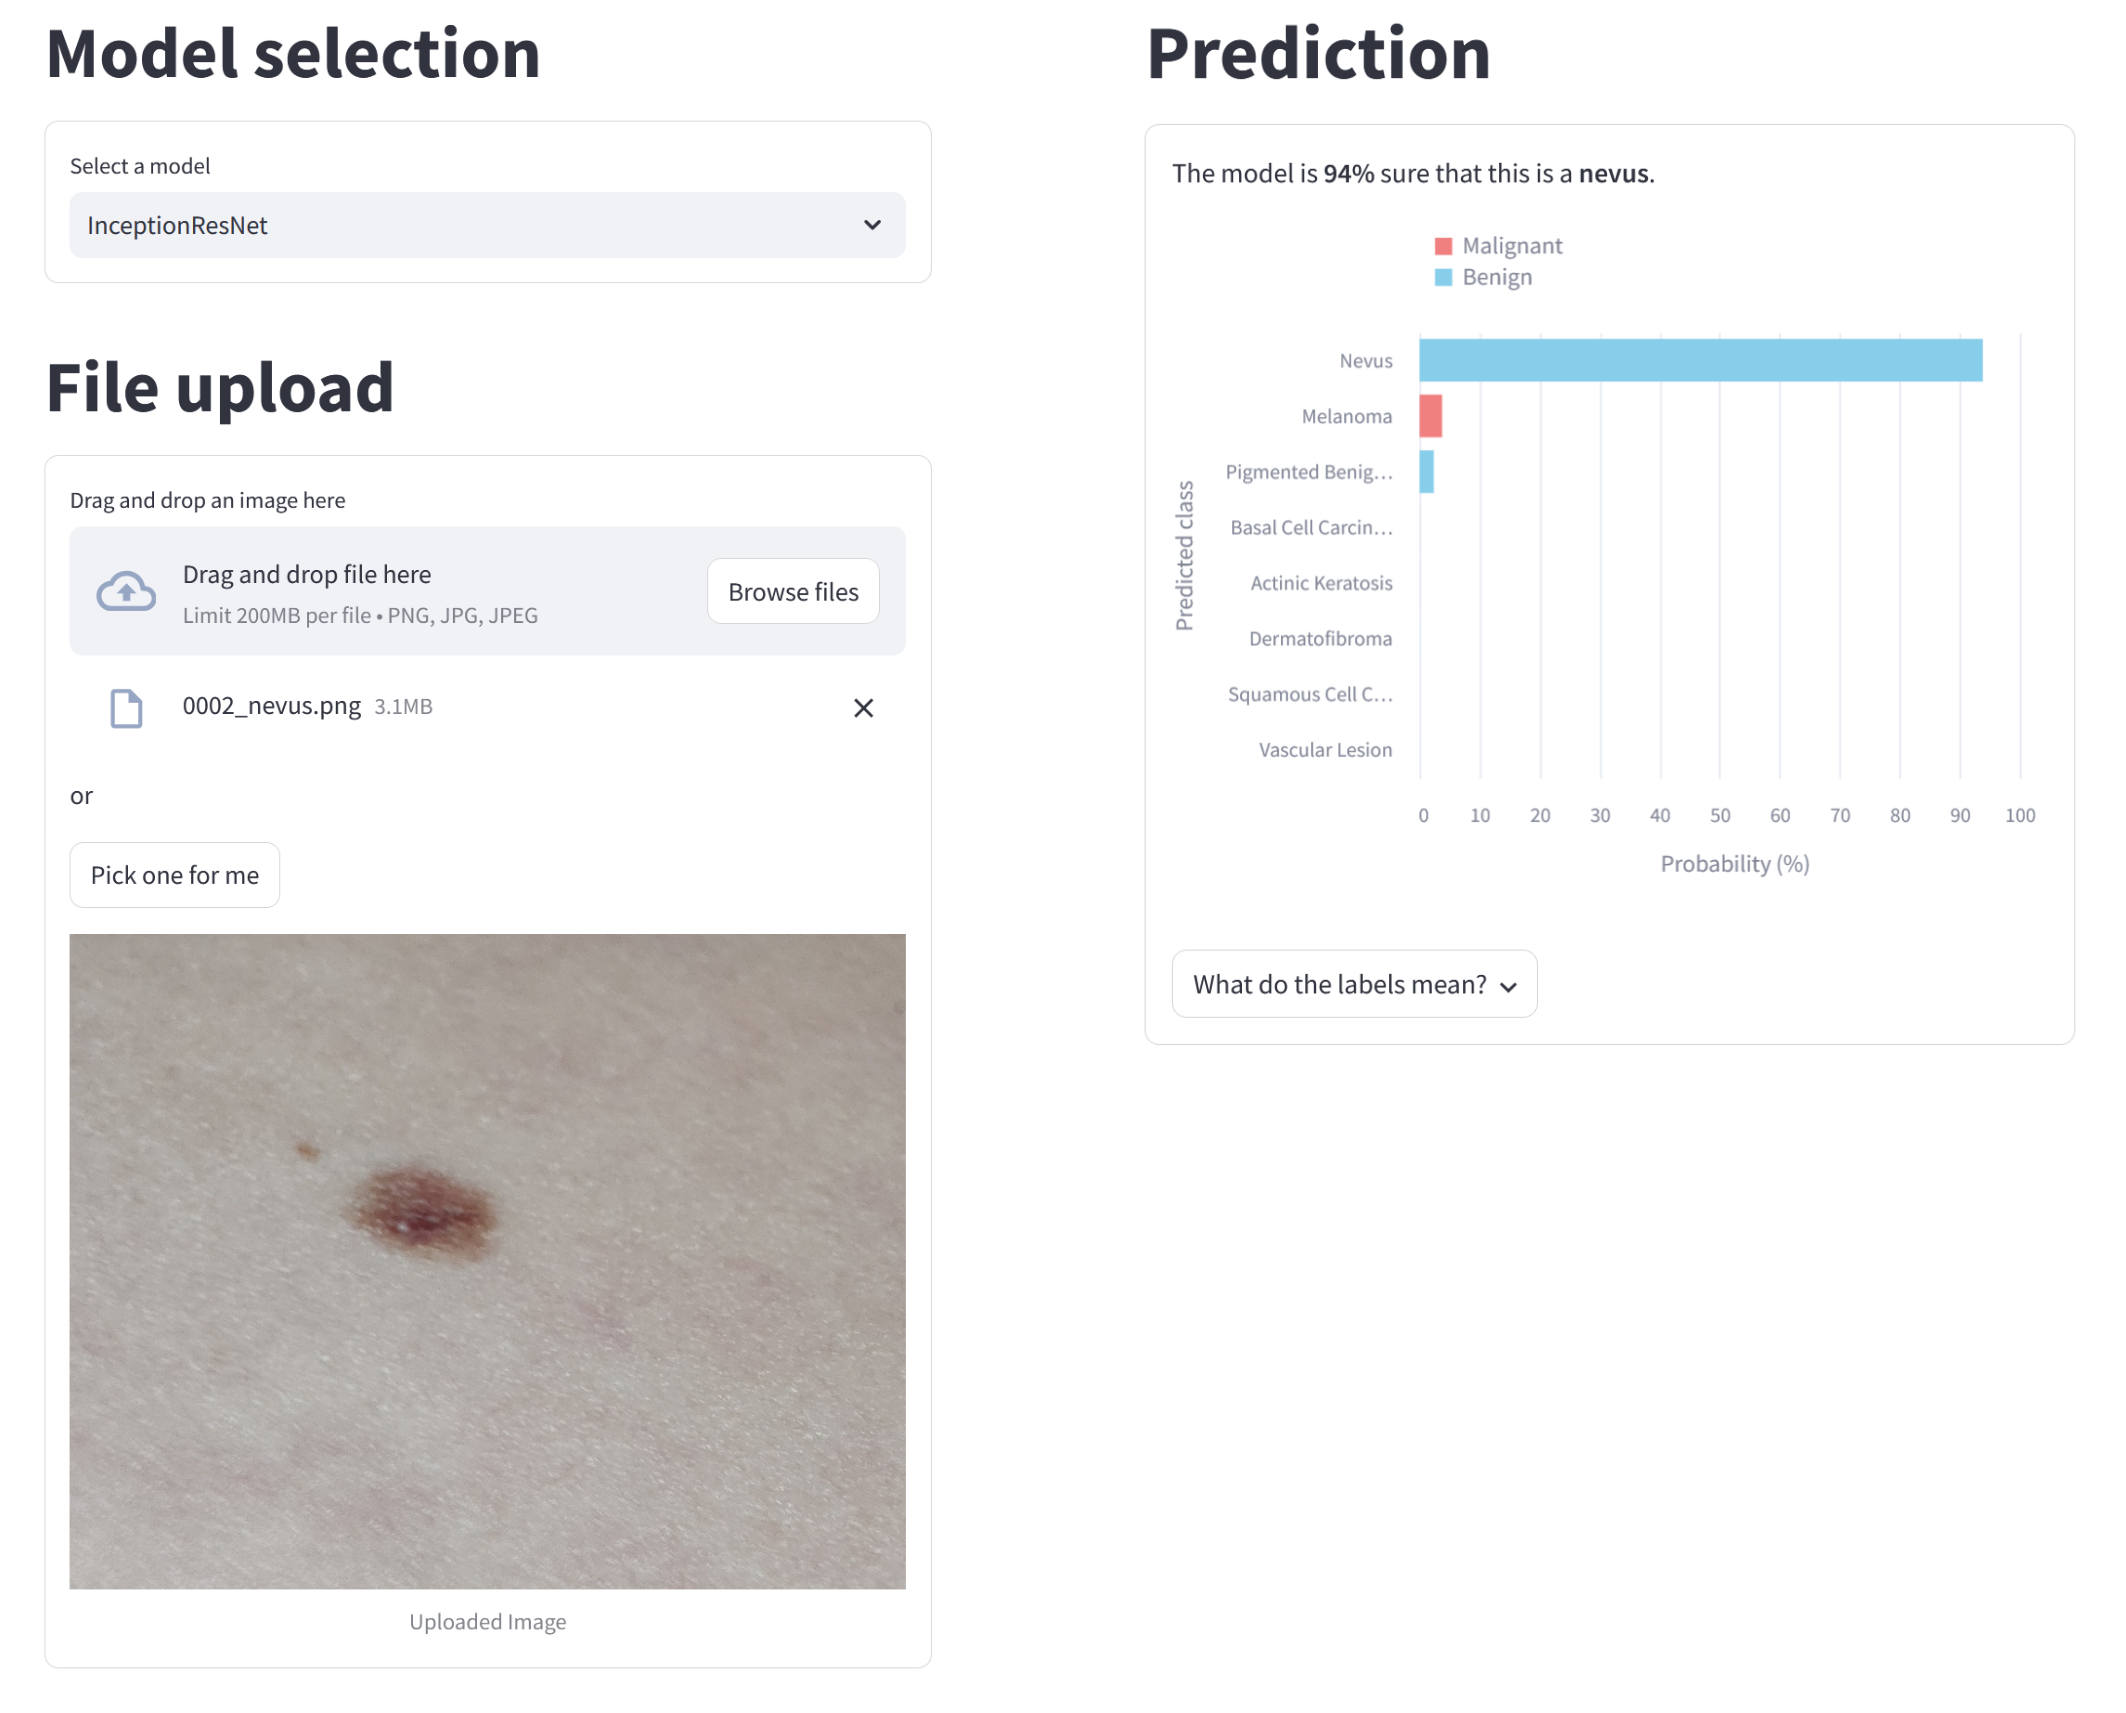 Model selection
Select a model
InceptionResNet
File upload
Drag and drop an image here
Drag and drop file here
Limit 200MB per file • PNG, JPG, JPEG
Browse files
0002_nevus.png 3.1MB
or
Pick one for me
Uploaded Image
Prediction
The model is 94% sure that this is a nevus.
Malignant
Benign
Predicted class
Nevus
Melanoma
Pigmented Benig...
Basal Cell Carcin...
Actinic Keratosis
Dermatofibroma
Squamous Cell C...
Vascular Lesion
0 10 20 30 40 50 60 70 80 90 100
Probability (%)
What do the labels mean?